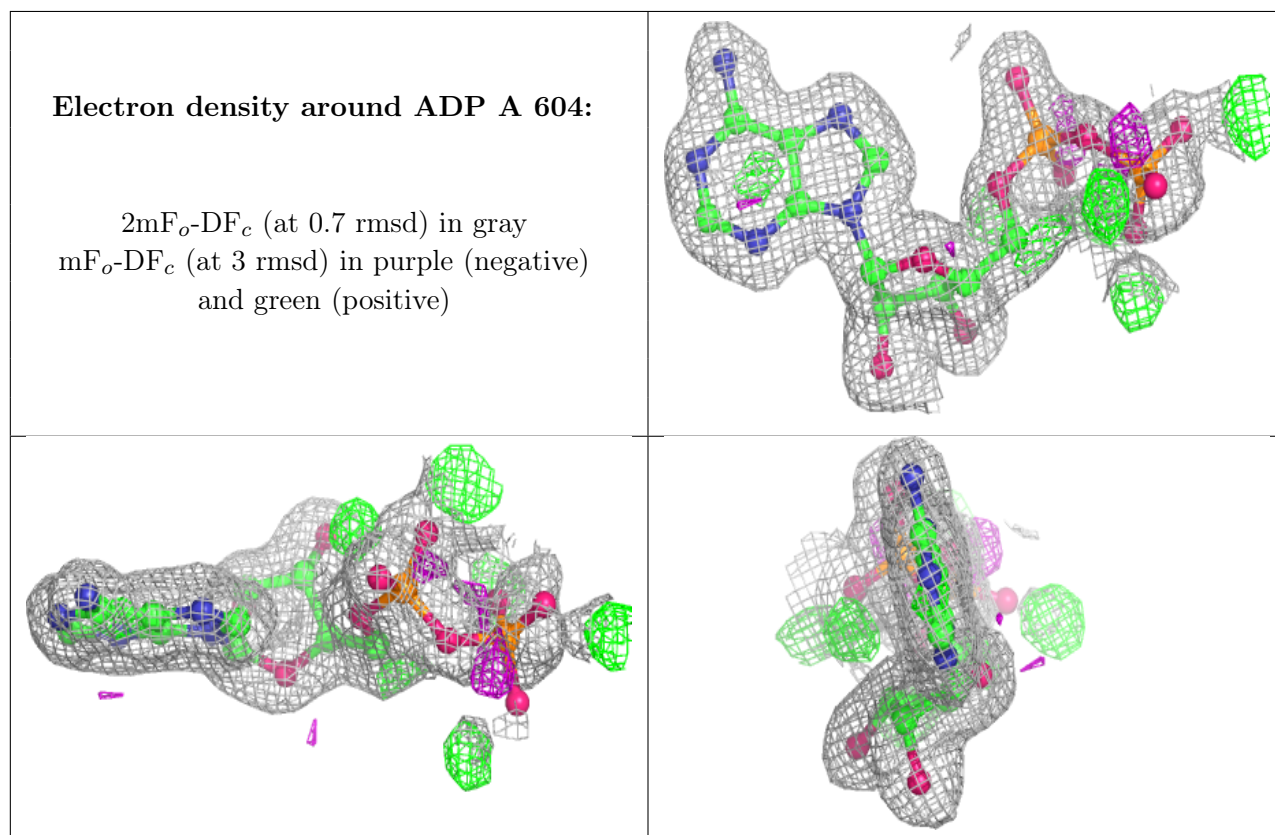 Electron density around ADP A 604:
2mFo-DFc (at 0.7 rmsd) in gray
mFo-DFc (at 3 rmsd) in purple (negative)
and green (positive)